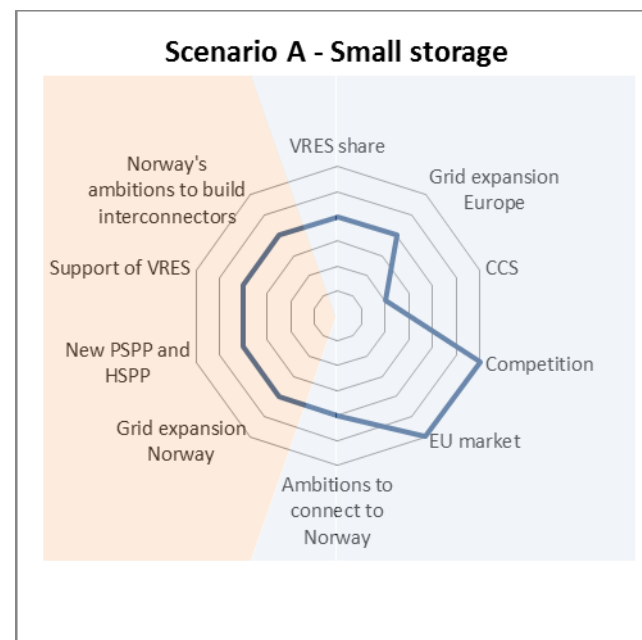 Scenario A - Small storage
VRES share
Norway's
ambitions to build
interconnectors
Grid expansion
Europe
Support of VRES
CCS
New PSPP and
HSPP
Competition
Grid expansion
Norway
EU market
Ambitions to
connect to
Norway